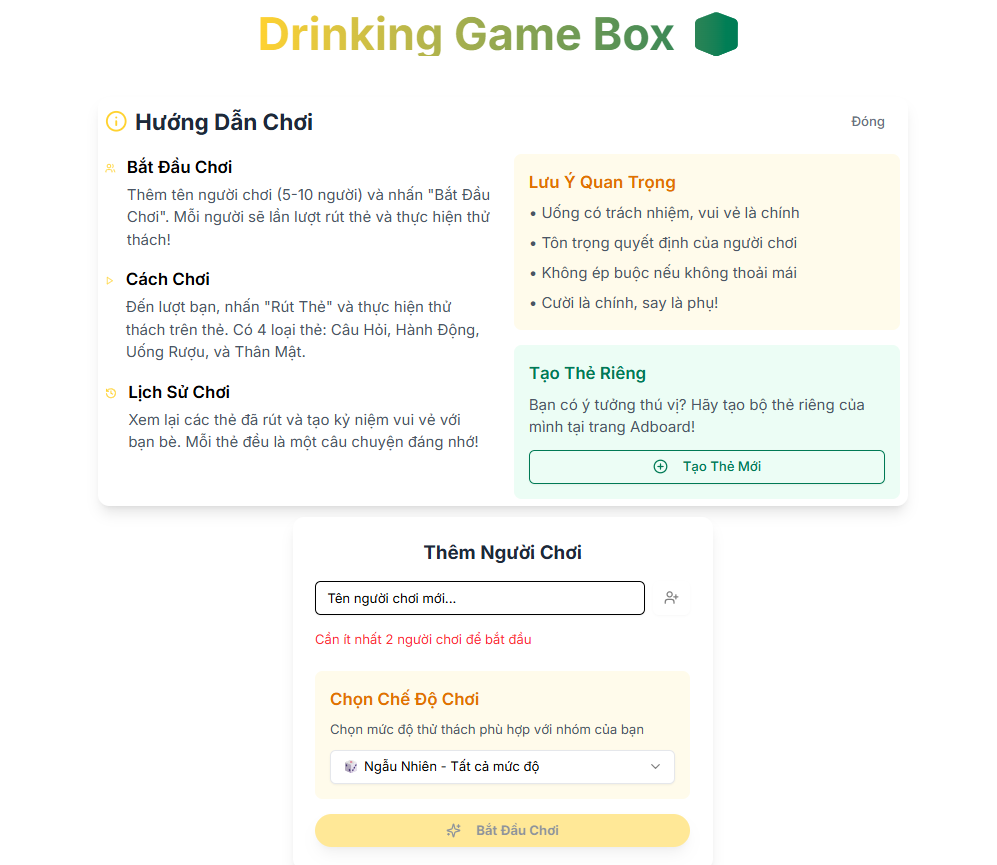 Drinking Game Box
Hướng Dẫn Chơi
Đóng
Bắt Đầu Chơi
Thêm tên người chơi (5-10 người) và nhấn "Bắt Đầu
Chơi". Mỗi người sẽ lần lượt rút thẻ và thực hiện thử
thách!
Cách Chơi
Đến lượt bạn, nhấn "Rút Thẻ" và thực hiện thử
thách trên thẻ. Có 4 loại thẻ: Câu Hỏi, Hành Động,
Uống Rượu, và Thân Mật.
Lịch Sử Chơi
Xem lại các thẻ đã rút và tạo kỷ niệm vui vẻ với
bạn bè. Mỗi thẻ đều là một câu chuyện đáng nhớ!
Lưu Ý Quan Trọng
• Uống có trách nhiệm, vui vẻ là chính
• Tôn trọng quyết định của người chơi
• Không ép buộc nếu không thoải mái
• Cười là chính, say là phụ!
Tạo Thẻ Riêng
Bạn có ý tưởng thú vị? Hãy tạo bộ thẻ riêng của
mình tại trang Adboard!
Tạo Thẻ Mới
Thêm Người Chơi
Tên người chơi mới...
Cần ít nhất 2 người chơi để bắt đầu
Chọn Chế Độ Chơi
Chọn mức độ thử thách phù hợp với nhóm của bạn
Ngẫu Nhiên - Tất cả mức độ
Bắt Đầu Chơi